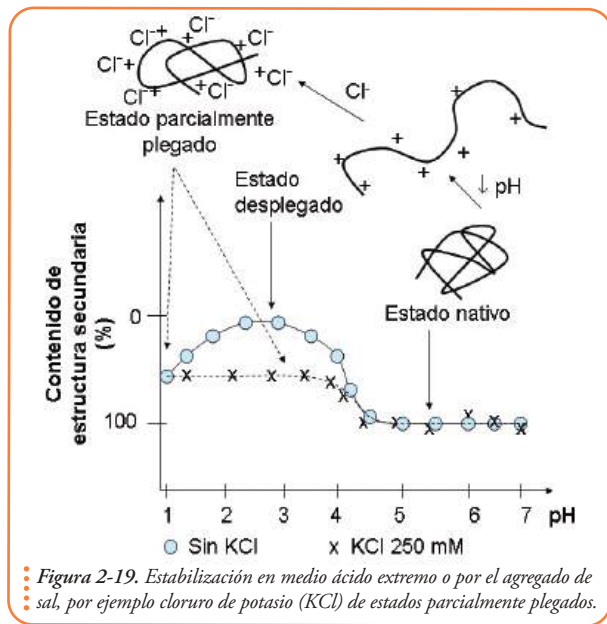 Cl⁻+ Cl⁻ + Cl⁻
Cl⁻+ + Cl⁻
Cl⁻+ +Cl⁻ + Cl⁻
Estado parcialmente
plegado
Cl⁻
+ + + + + +
↓ pH
Estado
desplegado
Estado nativo
Contenido de
estructura secundaria
(%)
0
100
1 2 3 4 5 6 7 pH
Sin KCl x KCl 250 mM
Figura 2-19. Estabilización en medio ácido extremo o por el agregado de
sal, por ejemplo cloruro de potasio (KCl) de estados parcialmente plegados.